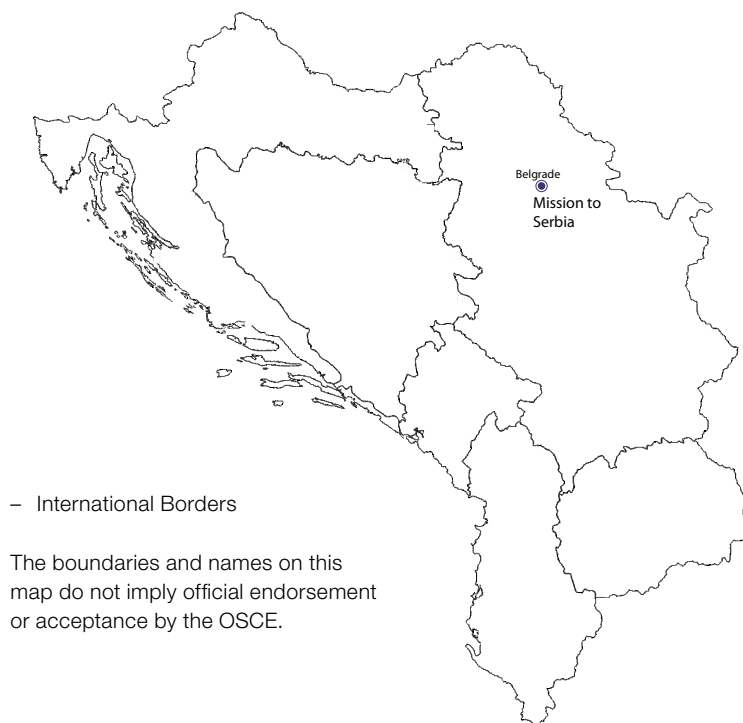 Belgrade
Mission to
Serbia
– International Borders
The boundaries and names on this
map do not imply official endorsement
or acceptance by the OSCE.